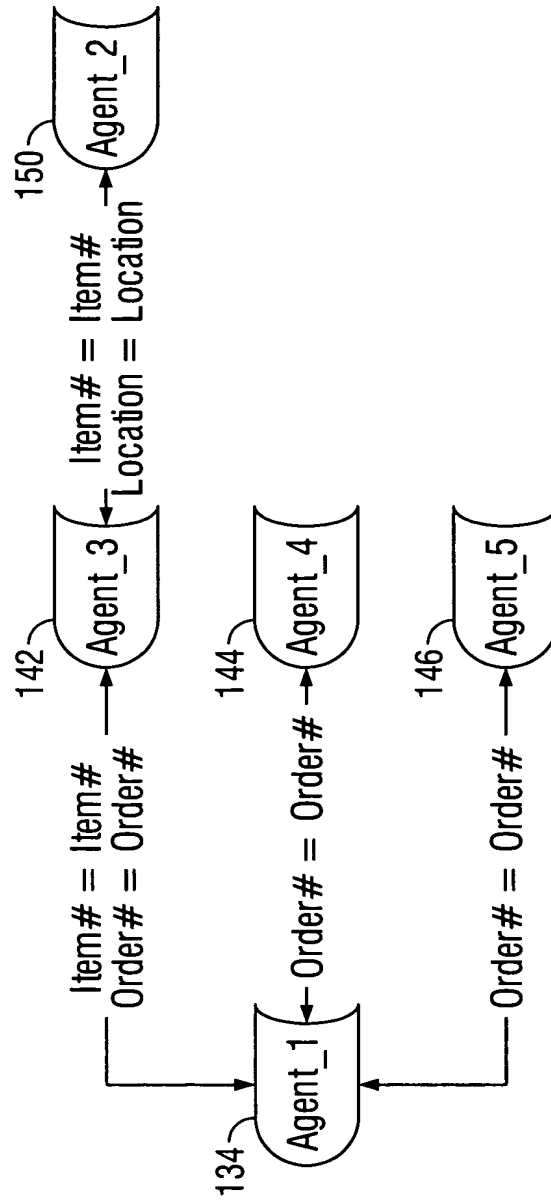 142
150
Item# = Item#
Order# = Order#
Agent_3
Item# = Item#
Location = Location
Agent_2
134
144
Agent_1
Order# = Order#
Agent_4
146
Order# = Order#
Agent_5